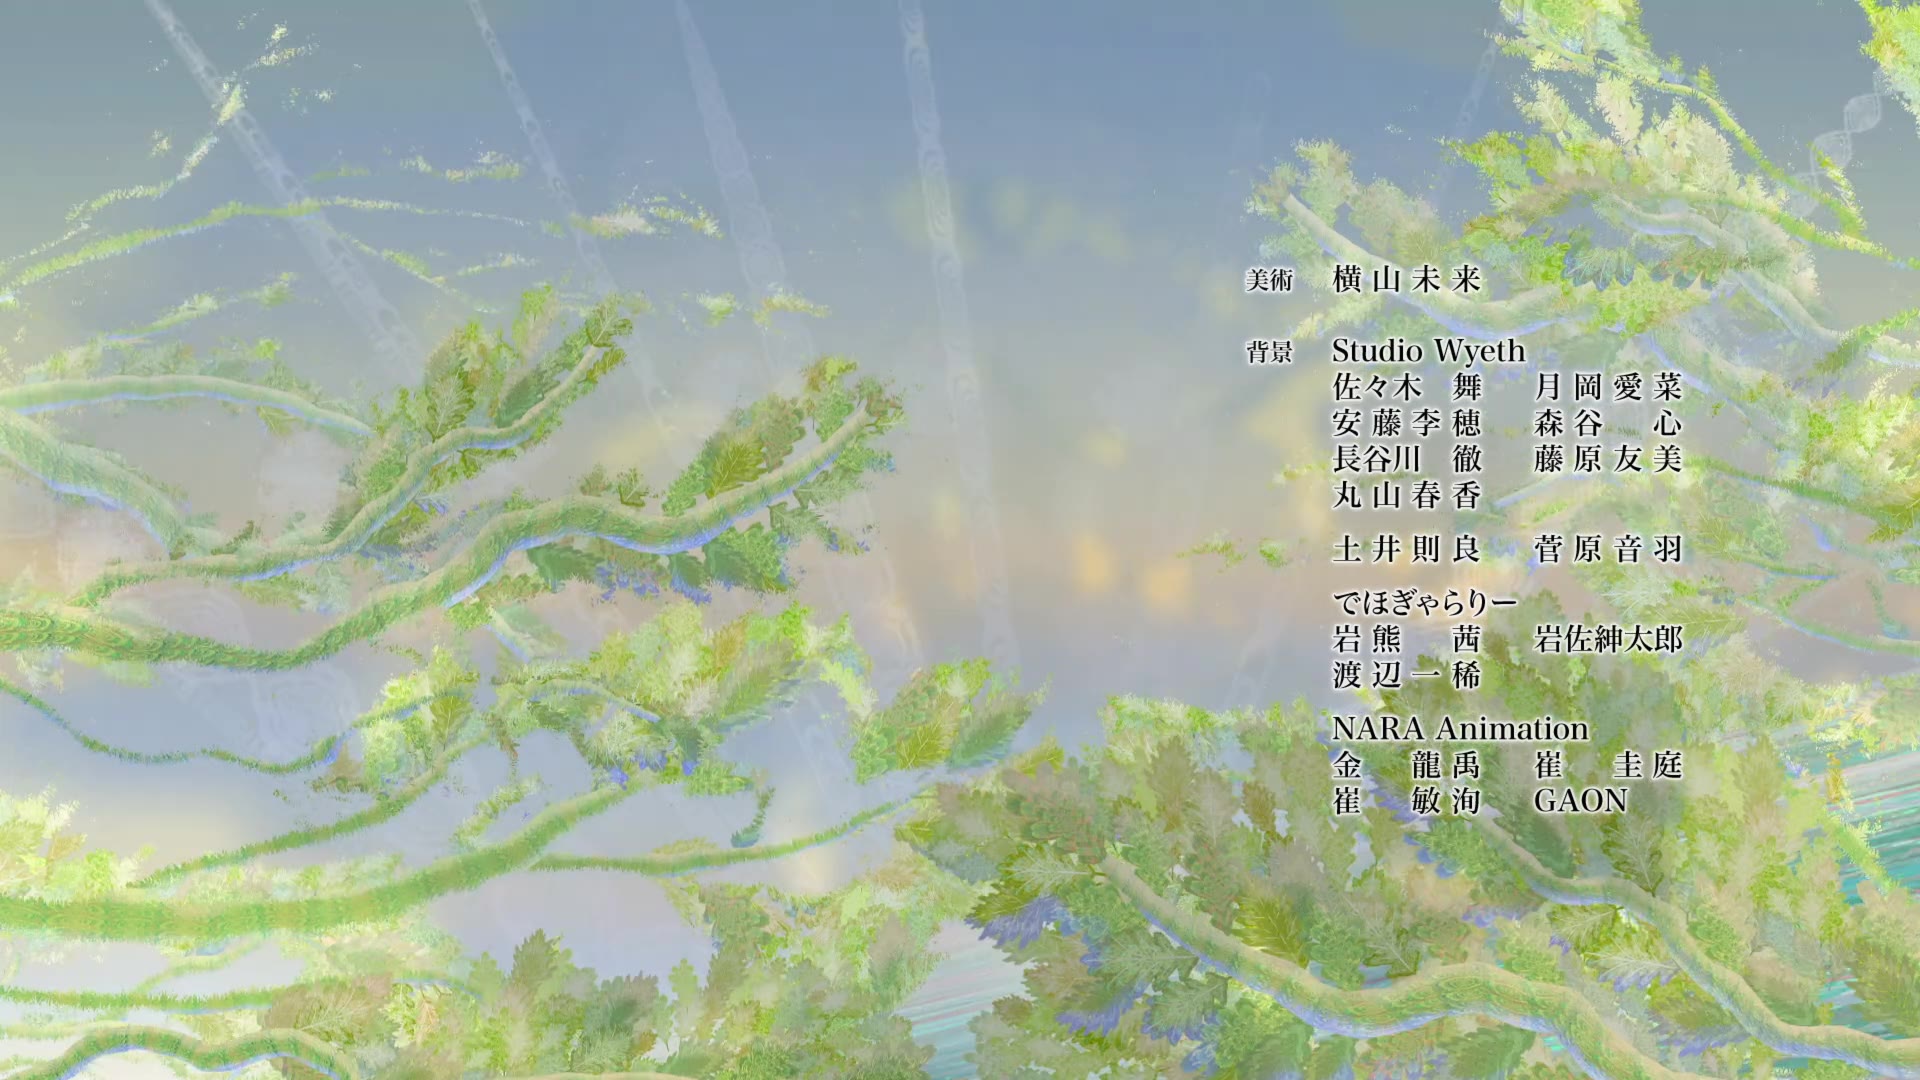 美術 横山未来
背景 Studio Wyeth
佐々木 舞 月岡愛菜
安藤李穂 森谷 心
長谷川 徹 藤原友美
丸山春香
土井則良 菅原音羽
でほぎゃらりー
岩熊 茜 岩佐紳太郎
渡辺一稀
NARA Animation
金 龍禹 崔 圭庭
崔 敏洵 GAON